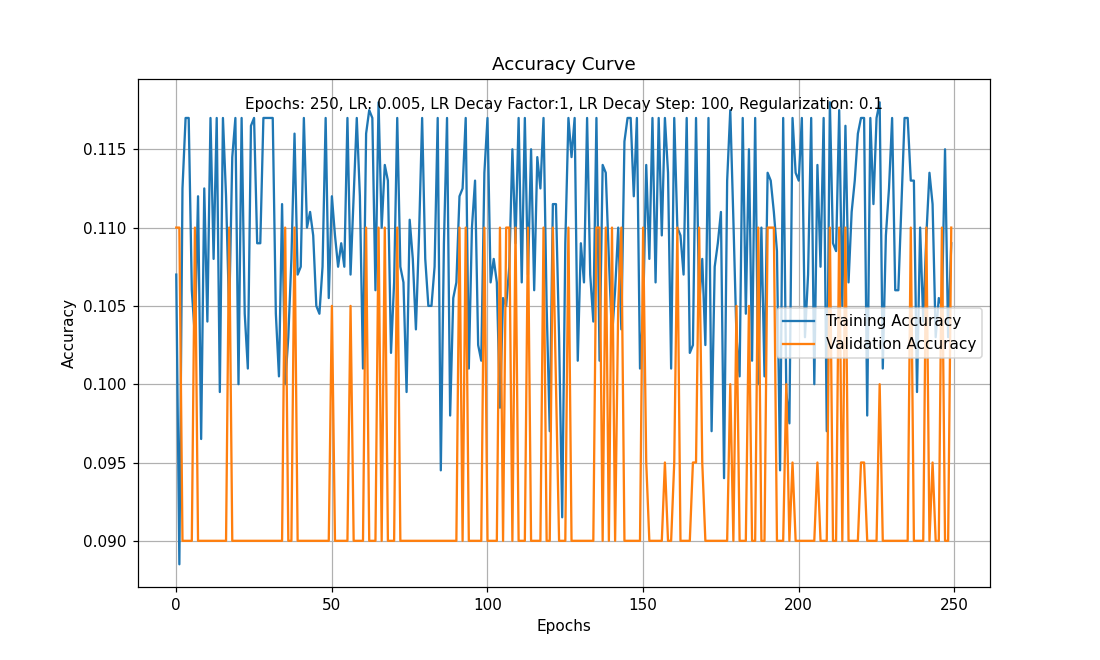 Accuracy Curve
Epochs: 250, LR: 0.005, LR Decay Factor:1, LR Decay Step: 100, Regularization: 0.1
0.115
0.110
0.105
0.100
0.095
0.090
Accuracy
Training Accuracy
Validation Accuracy
0 50 100 150 200 250
Epochs